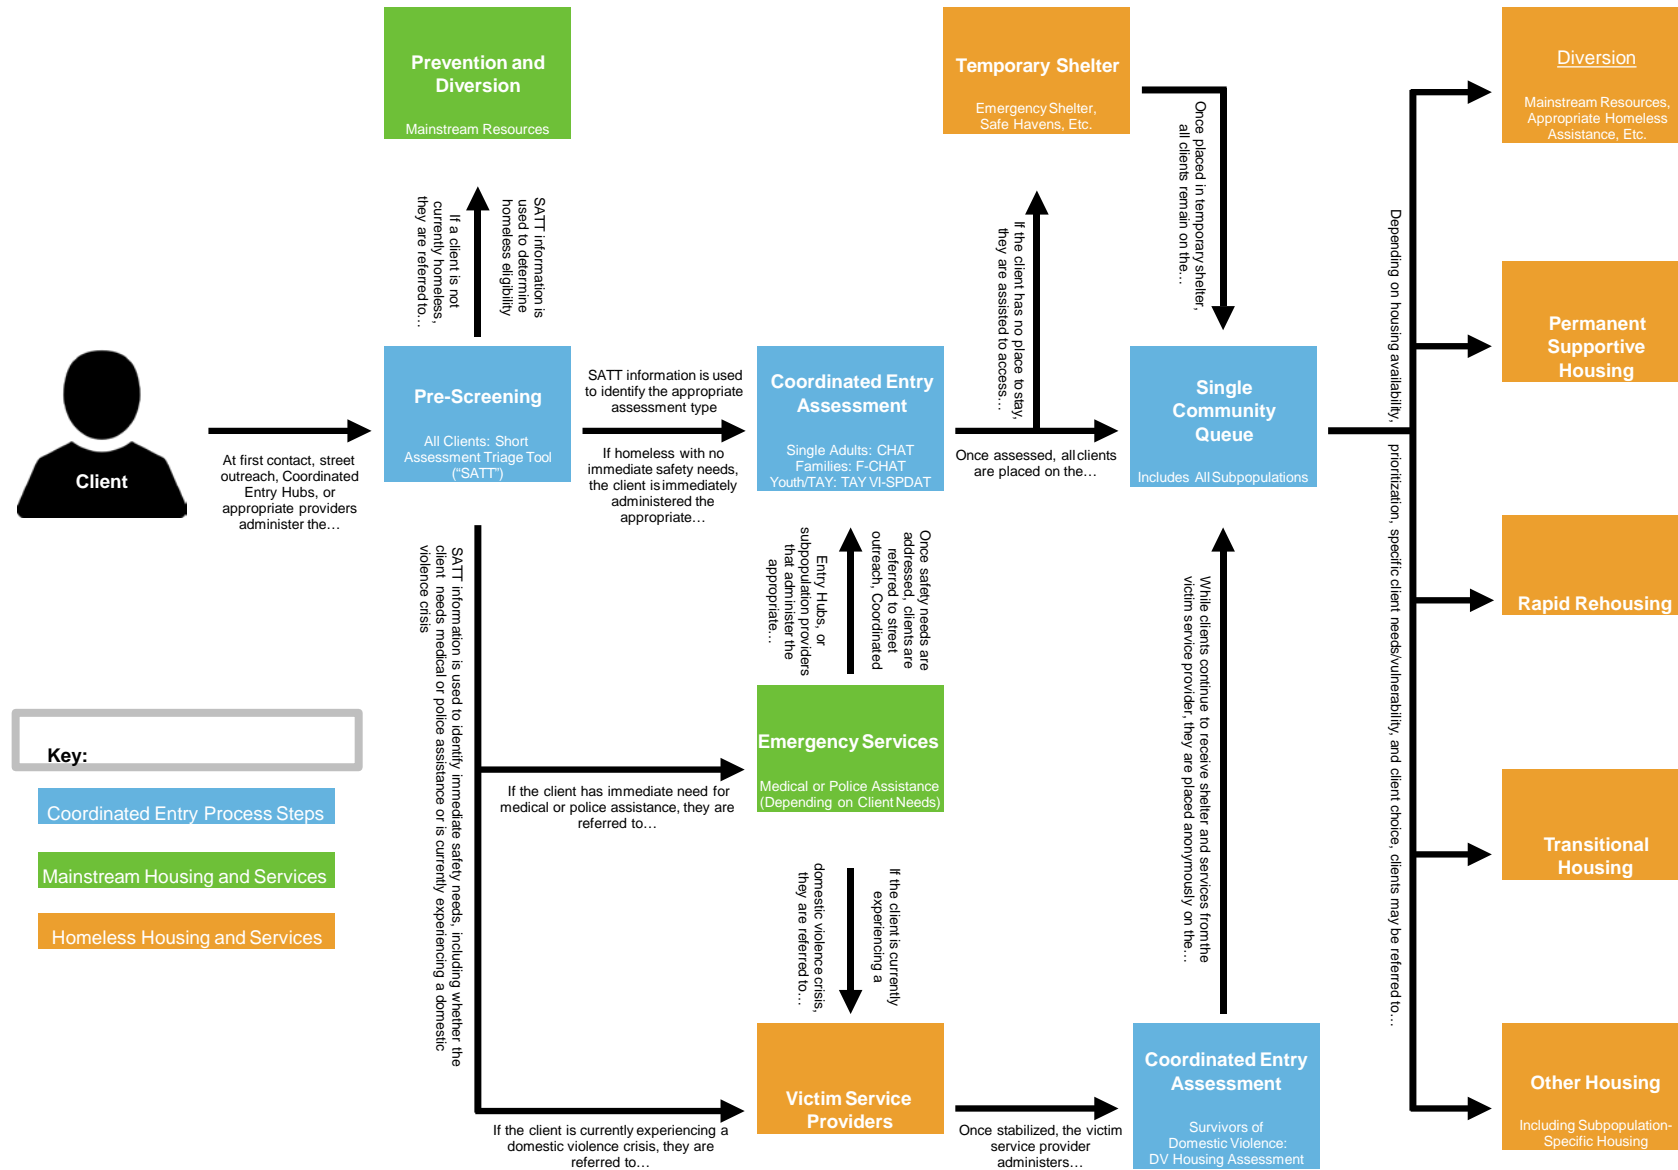 Prevention and
Diversion
Mainstream Resources
Temporary Shelter
Emergency Shelter,
Safe Havens, Etc.
Diversion
Mainstream Resources,
Appropriate Homeless
Assistance, Etc.
SATT information is
used to determine
homeless eligibility
If a client is not
currently homeless,
they are referred to…
If the client has no place to stay,
they are assisted to access…
Once placed in temporary shelter,
all clients remain on the…
Client
At first contact, street
outreach, Coordinated
Entry Hubs, or
appropriate providers
administer the…
Pre-Screening
All Clients: Short
Assessment Triage Tool
(“SATT”)
SATT information is used
to identify the appropriate
assessment type
If homeless with no
immediate safety needs,
the client is immediately
administered the
appropriate…
Coordinated Entry
Assessment
Single Adults: CHAT
Families: F-CHAT
Youth/TAY: TAY VI-SPDAT
Once assessed, all clients
are placed on the…
Single
Community
Queue
Includes All Subpopulations
Depending on housing availability, prioritization, specific client needs/vulnerability, and client choice, clients may be referred to…
Permanent
Supportive
Housing
Rapid Rehousing
Transitional
Housing
Other Housing
Including Subpopulation-
Specific Housing
SATT information is used to identify immediate safety needs, including whether the
client needs medical or police assistance or is currently experiencing a domestic
violence crisis
Once safety needs are
addressed, clients are
referred to street
outreach, Coordinated
Entry Hubs, or
subpopulation providers
that administer the
appropriate…
Emergency Services
Medical or Police Assistance
(Depending on Client Needs)
If the client has immediate need for
medical or police assistance, they are
referred to…
If the client is currently
experiencing a
domestic violence crisis,
they are referred to…
While clients continue to receive shelter and services from the
victim service provider, they are placed anonymously on the…
If the client is currently experiencing a
domestic violence crisis, they are
referred to…
Victim Service
Providers
Once stabilized, the victim
service provider
administers…
Coordinated Entry
Assessment
Survivors of
Domestic Violence:
DV Housing Assessment
Key:
Coordinated Entry Process Steps
Mainstream Housing and Services
Homeless Housing and Services